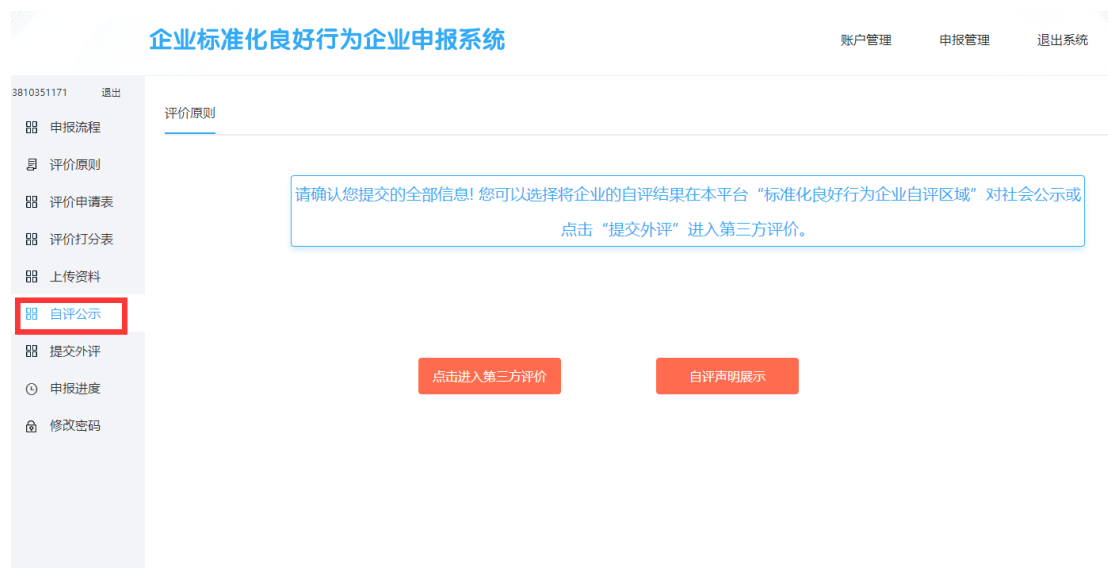 企业标准化良好行为企业申报系统
账户管理
申报管理
退出系统
3810351171 退出
申报流程
评价原则
评价申请表
评价打分表
上传资料
自评公示
提交外评
申报进度
修改密码
评价原则
请确认您提交的全部信息! 您可以选择将企业的自评结果在本平台“标准化良好行为企业自评区域”对社会公示或
点击“提交外评”进入第三方评价。
点击进入第三方评价
自评声明展示